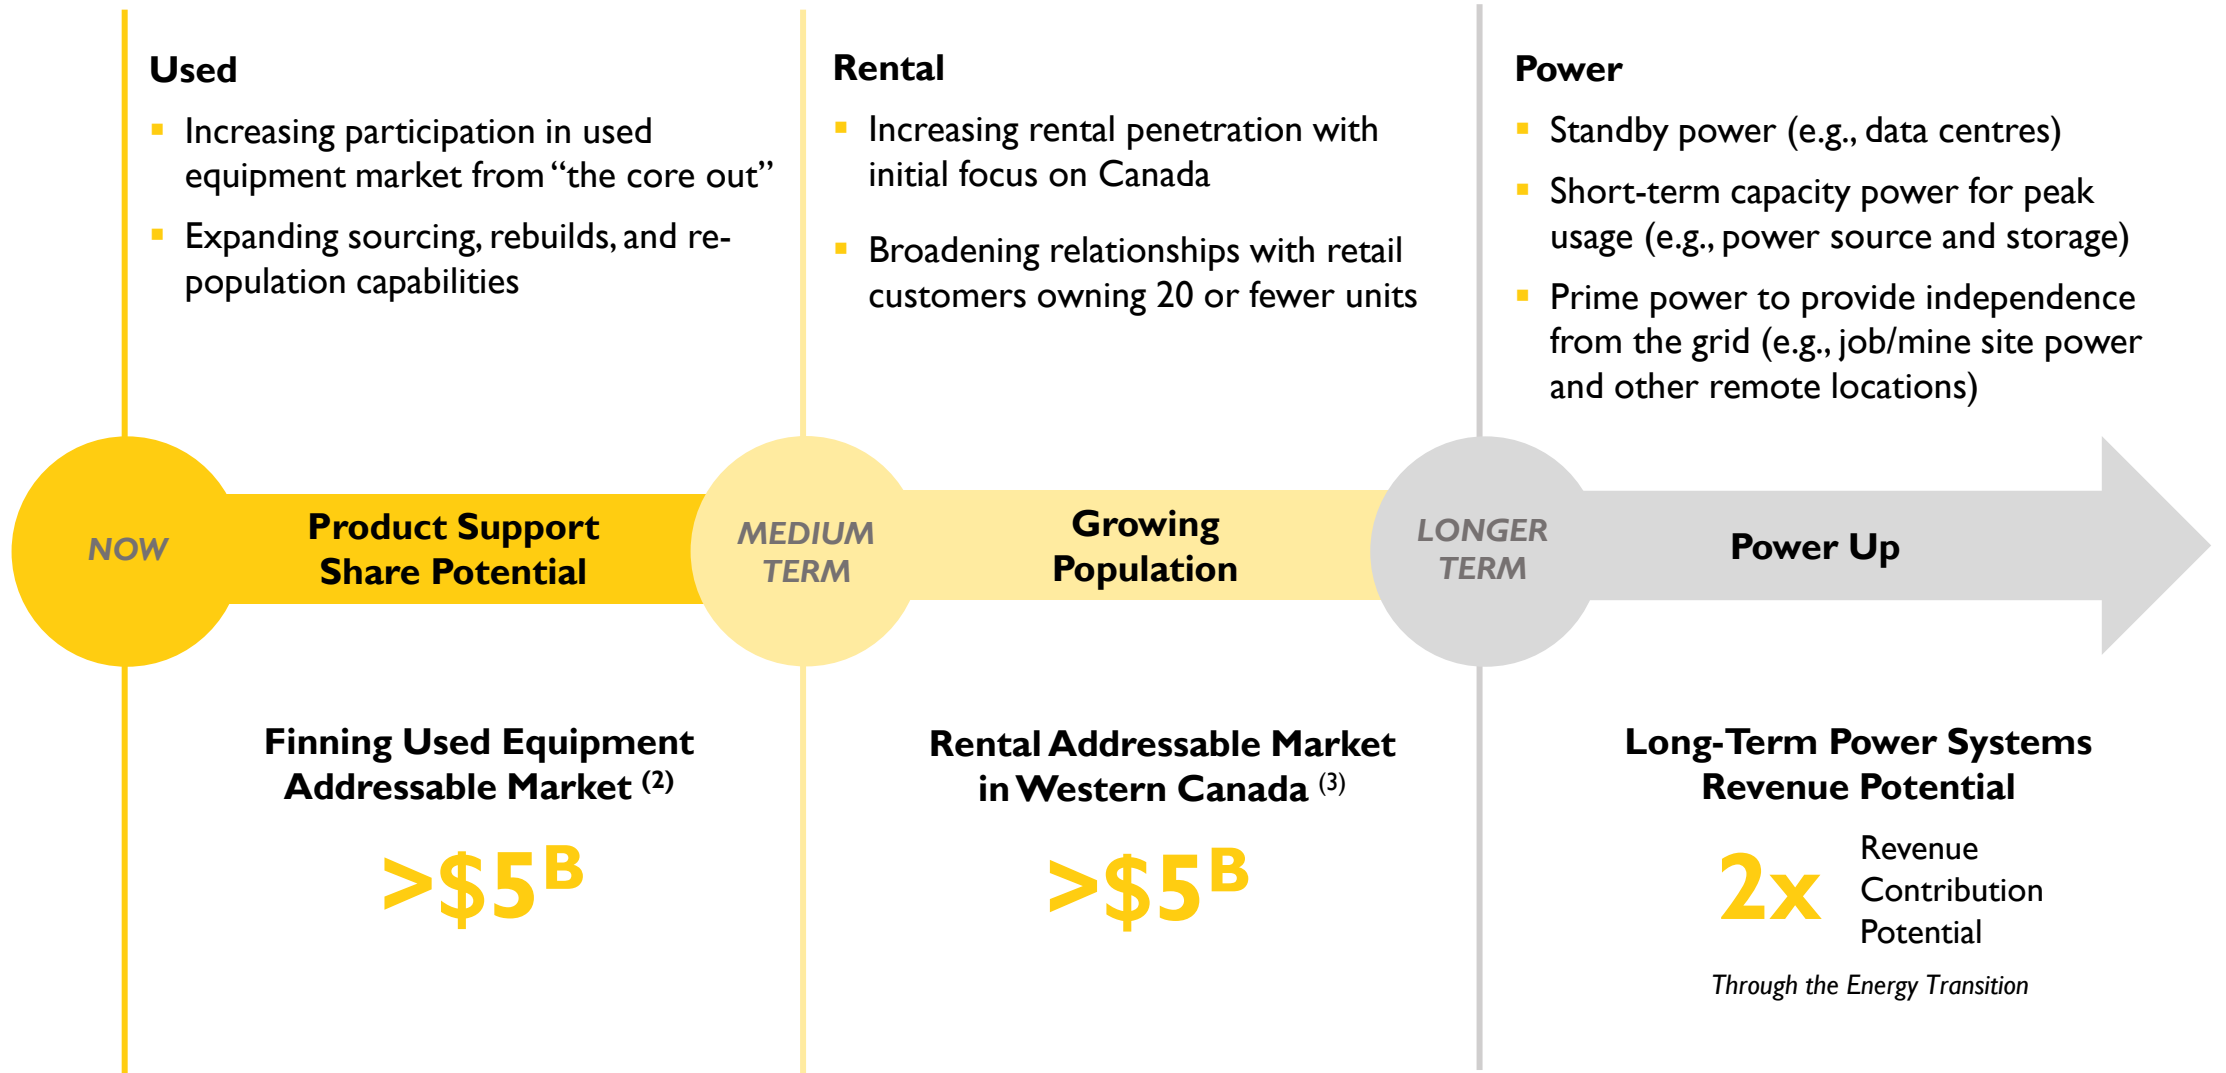 Used
Increasing participation in used
equipment market from “the core out”
Expanding sourcing, rebuilds, and re-
population capabilities
Rental
Increasing rental penetration with
initial focus on Canada
Broadening relationships with retail
customers owning 20 or fewer units
Power
Standby power (e.g., data centres)
Short-term capacity power for peak
usage (e.g., power source and storage)
Prime power to provide independence
from the grid (e.g., job/mine site power
and other remote locations)
NOW
Product Support
Share Potential
MEDIUM
TERM
Growing
Population
LONGER
TERM
Power Up
Finning Used Equipment
Addressable Market (2)
>$5B
Rental Addressable Market
in Western Canada (3)
>$5B
Long-Term Power Systems
Revenue Potential
2x
Revenue
Contribution
Potential
Through the Energy Transition